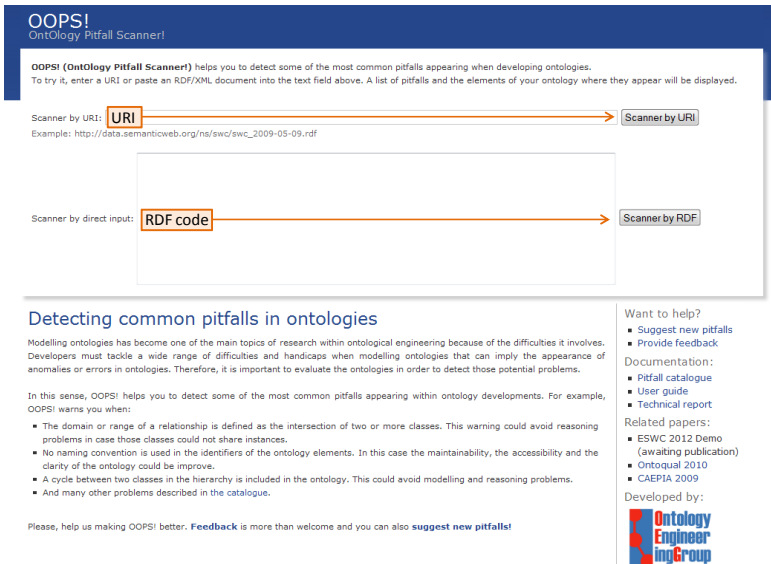 OOPS!
OntOlogy Pitfall Scanner!
OOPS! (OntOlogy Pitfall Scanner!) helps you to detect some of the most common pitfalls appearing when developing ontologies.
To try it, enter a URI or paste an RDF/XML document into the text field above. A list of pitfalls and the elements of your ontology where they appear will be displayed.
Scanner by URI: URI Scanner by URI
Example: http://data.semanticweb.org/ns/swc/swc_2009-05-09.rdf
Scanner by direct input: RDF code Scanner by RDF
Detecting common pitfalls in ontologies
Modelling ontologies has become one of the main topics of research within ontological engineering because of the difficulties it involves.
Developers must tackle a wide range of difficulties and handicaps when modelling ontologies that can imply the appearance of
anomalies or errors in ontologies. Therefore, it is important to evaluate the ontologies in order to detect those potential problems.
In this sense, OOPS! helps you to detect some of the most common pitfalls appearing within ontology developments. For example,
OOPS! warns you when:
▪ The domain or range of a relationship is defined as the intersection of two or more classes. This warning could avoid reasoning
problems in case those classes could not share instances.
▪ No naming convention is used in the identifiers of the ontology elements. In this case the maintainability, the accessibility and the
clarity of the ontology could be improve.
▪ A cycle between two classes in the hierarchy is included in the ontology. This could avoid modelling and reasoning problems.
▪ And many other problems described in the catalogue.
Please, help us making OOPS! better. Feedback is more than welcome and you can also suggest new pitfalls!
Want to help?
▪ Suggest new pitfalls
▪ Provide feedback
Documentation:
▪ Pitfall catalogue
▪ User guide
▪ Technical report
Related papers:
▪ ESWC 2012 Demo
(awaiting publication)
▪ Ontoqual 2010
▪ CAEPIA 2009
Developed by:
Ontology
Engineer
ingGroup